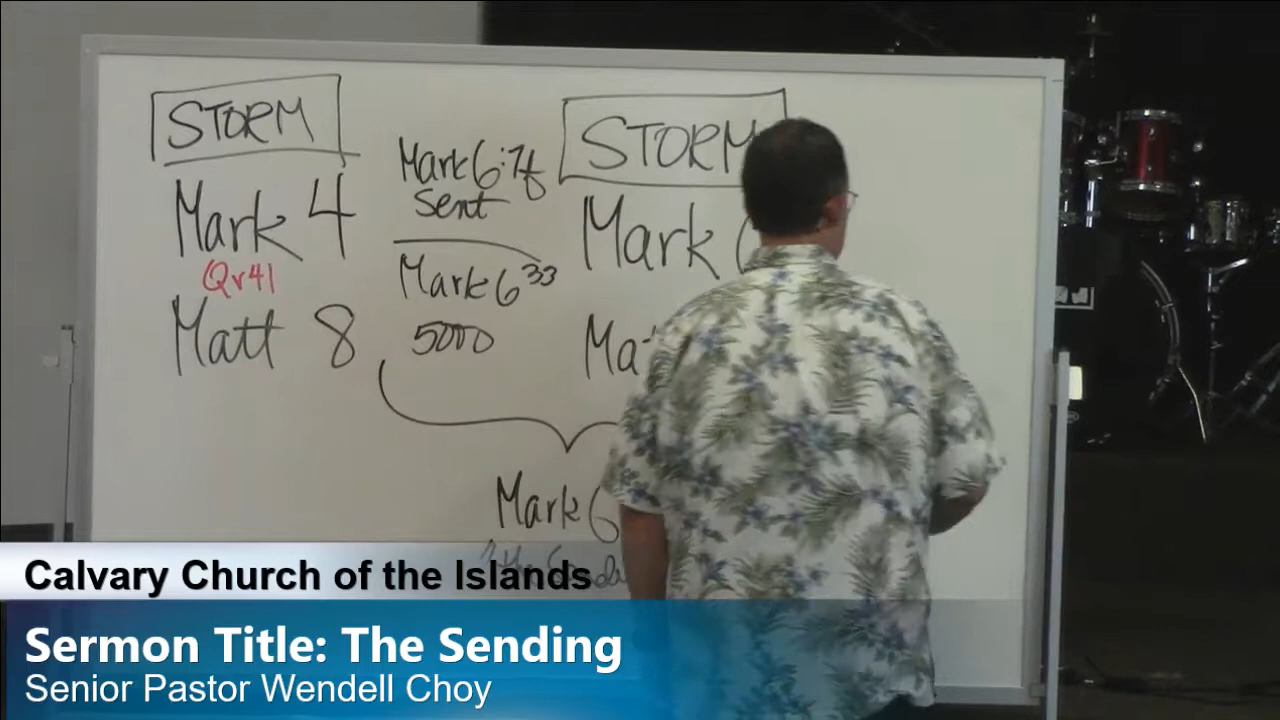 STORM
Mark 4
(Qv41
Matt 8
Mark 6:7f
Sent
Mark 6 33
5000
STORM
Mark
Mark 6
Calvary Church of the Islands
Sermon Title: The Sending
Senior Pastor Wendell Choy